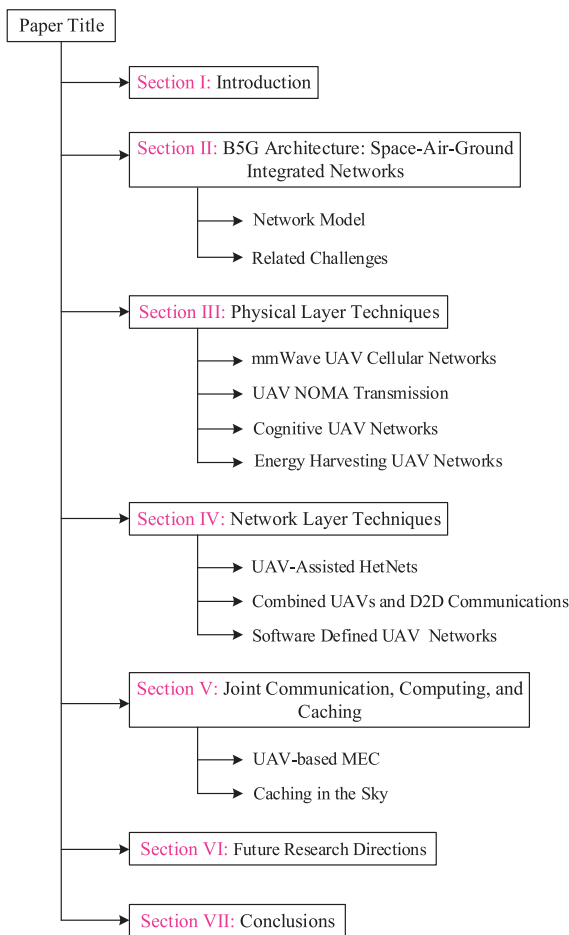 Paper Title
Section I: Introduction
Section II: B5G Architecture: Space-Air-Ground
Integrated Networks
Network Model
Related Challenges
Section III: Physical Layer Techniques
mmWave UAV Cellular Networks
UAV NOMA Transmission
Cognitive UAV Networks
Energy Harvesting UAV Networks
Section IV: Network Layer Techniques
UAV-Assisted HetNets
Combined UAVs and D2D Communications
Software Defined UAV Networks
Section V: Joint Communication, Computing, and
Caching
UAV-based MEC
Caching in the Sky
Section VI: Future Research Directions
Section VII: Conclusions